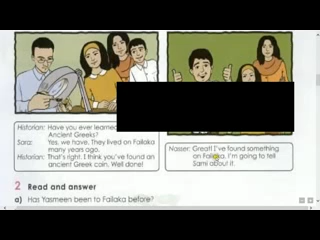 Historian: Have you ever learned
Ancient Greeks?
Sara: Yes, we have. They lived on Failaka
many years ago.
Historian: That's right. I think you've found an
ancient Greek coin. Well done!
Nasser: Great! I've found something
on Failaka. I'm going to tell
Sami about it.
2 Read and answer
a) Has Yasmeen been to Failaka before?